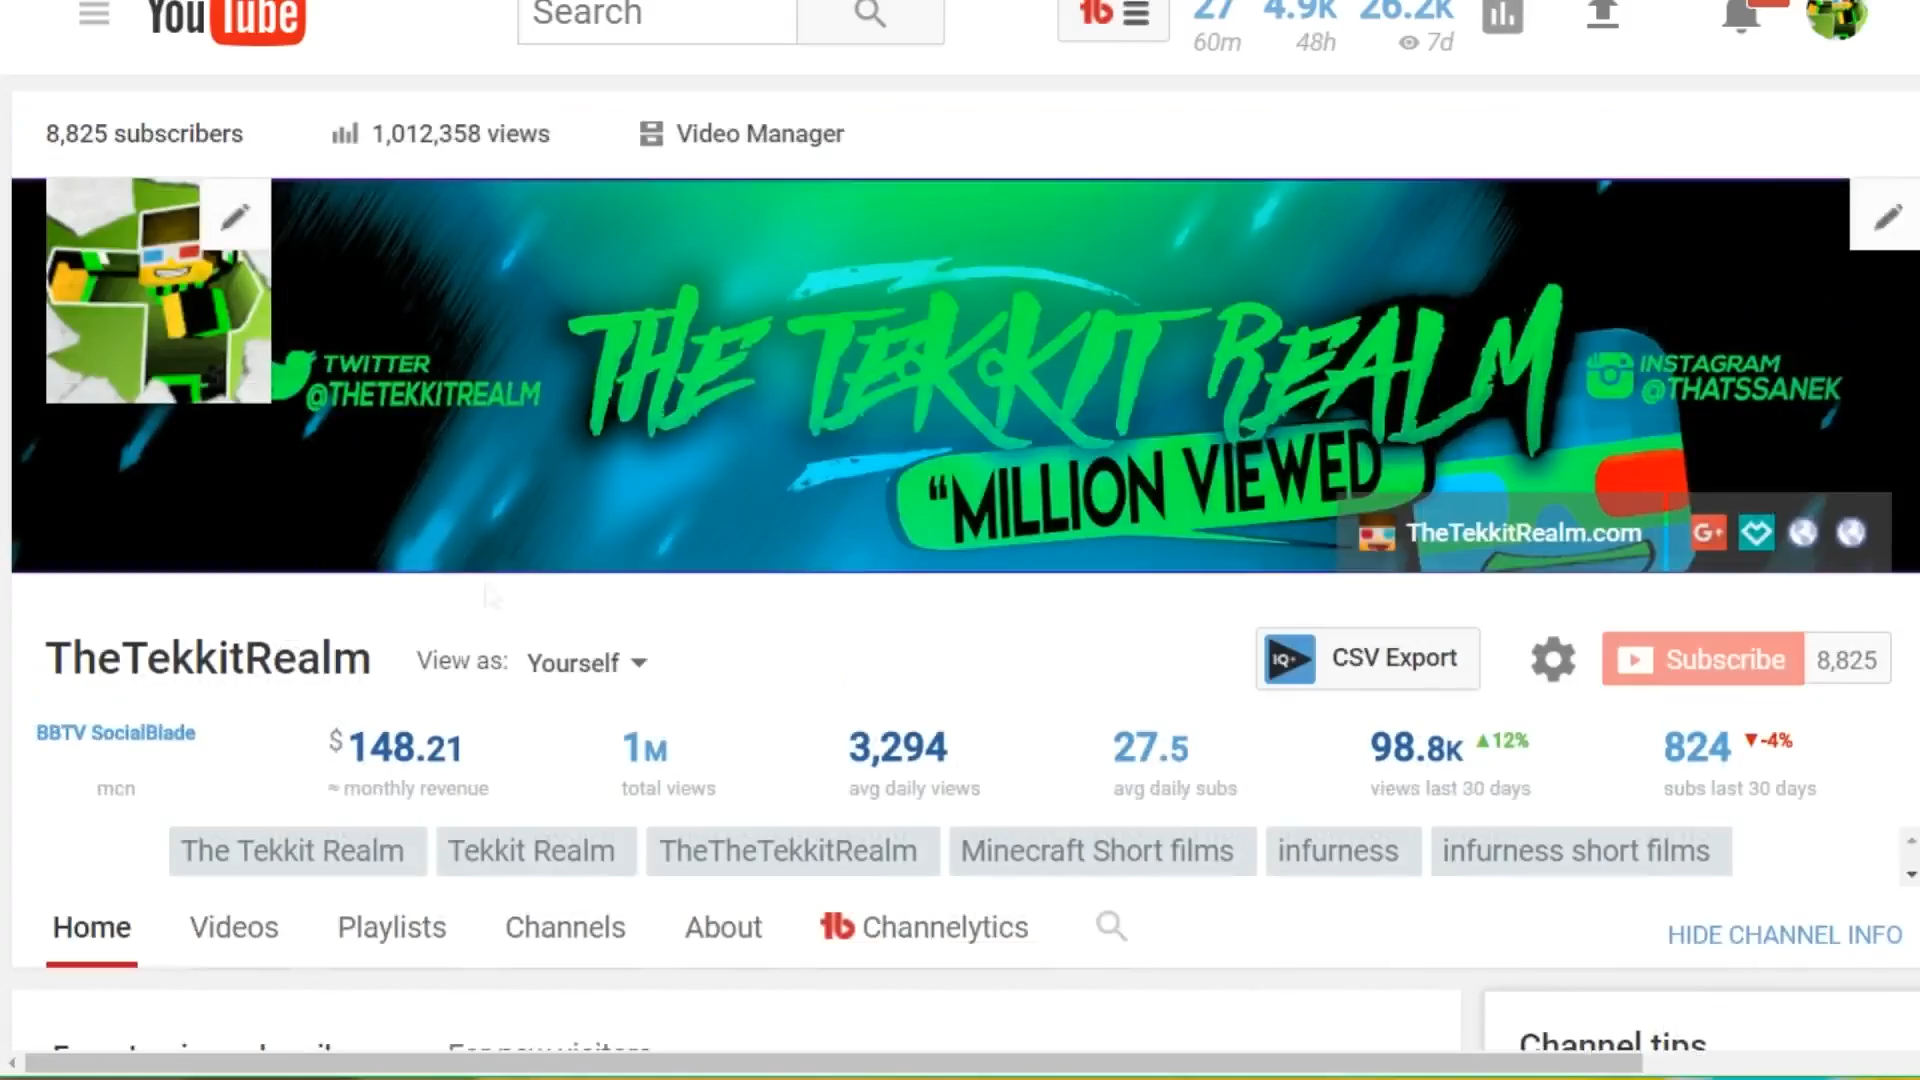 YouTube
Search
27 4.9K 26.2K
60m 48h 7d
8,825 subscribers 1,012,358 views Video Manager
TWITTER
@THETEKKITREALM
THE TEKKIT REALM
"MILLION VIEWED
INSTAGRAM
@THATSSANEK
TheTekkitRealm.com G+
TheTekkitRealm View as: Yourself IQ+ CSV Export Subscribe 8,825
BBTV SocialBlade
mcn
$ 148.21
≈ monthly revenue
1M
total views
3,294
avg daily views
27.5
avg daily subs
98.8K ▲12%
views last 30 days
824 ▼-4%
subs last 30 days
The Tekkit Realm Tekkit Realm TheTheTekkitRealm Minecraft Short films infurness infurness short films
Home Videos Playlists Channels About tb Channelytics
HIDE CHANNEL INFO
For new visitors
Channel tips